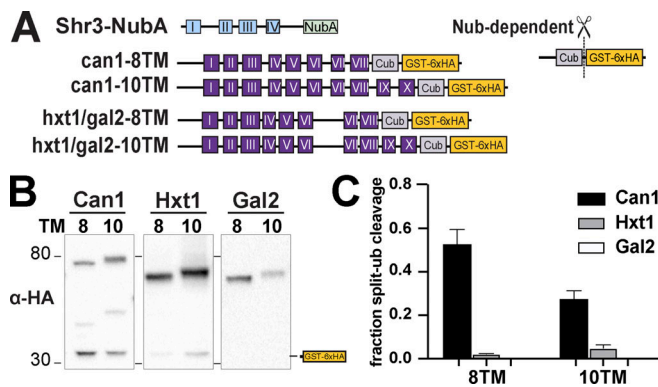 A
Shr3-NubA I II III IV NubA
Nub-dependent
can1-8TM I II III IV V VI VII VIII Cub GST-6xHA
Cub GST-6xHA
can1-10TM I II III IV V VI VII VIII IX X Cub GST-6xHA
hxt1/gal2-8TM I II III IV V VI VII VIII Cub GST-6xHA
hxt1/gal2-10TM I II III IV V VI VII VIII IX X Cub GST-6xHA
B
Can1 Hxt1 Gal2
TM 8 10 8 10 8 10
80
α-HA
30
GST-6xHA
C
fraction split-ub cleavage
0.8
0.6
0.4
0.2
0.0
8TM 10TM
Can1
Hxt1
Gal2